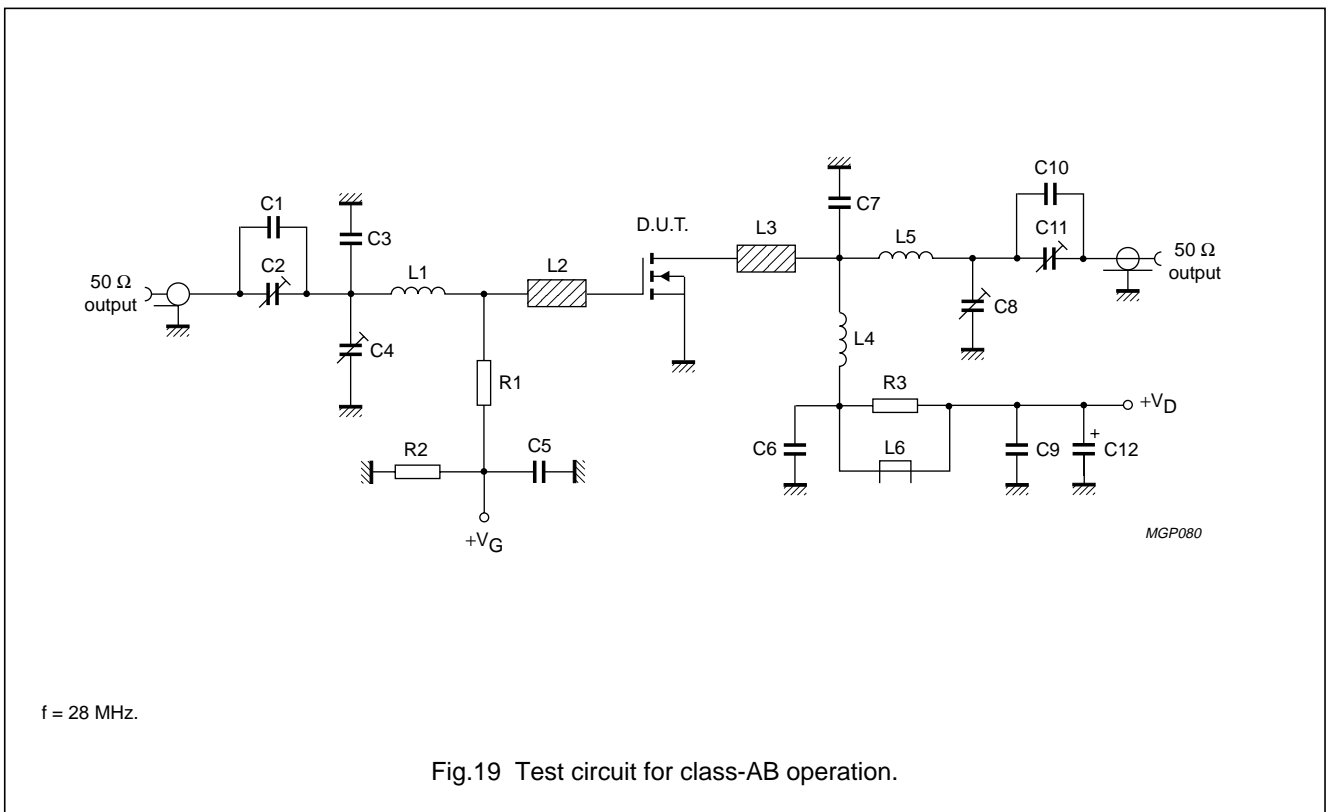 C10
C1
C7
D.U.T.
L3
C11
C3
L5
50 Ω
output
C2
L1
L2
50 Ω
output
C8
C4
L4
R1
R3
+VD
R2
C5
C6
L6
C9
+
C12
+VG
MGP080
f = 28 MHz.
Fig.19 Test circuit for class-AB operation.